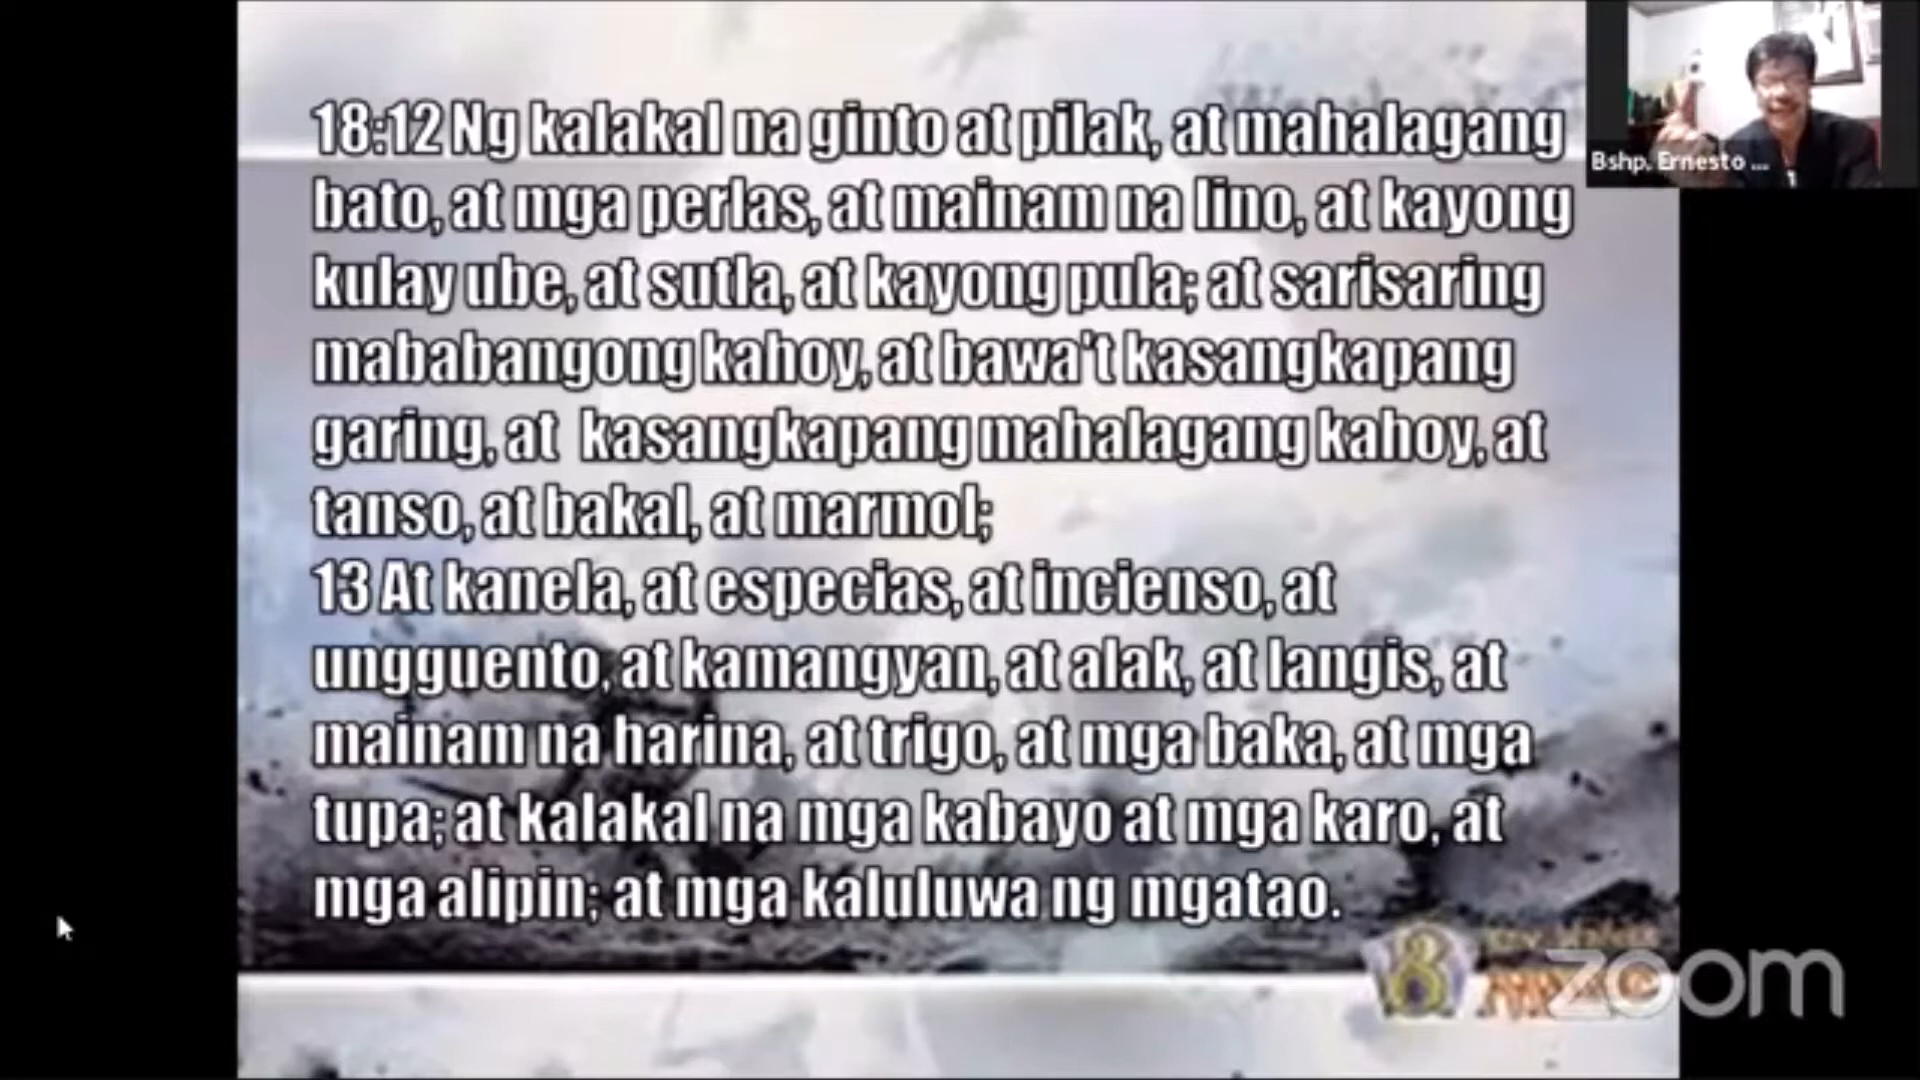 18:12 Ng kalakal na ginto at pilak, at mahalagang
bato, at mga perlas, at mainam na lino, at kayong
kulay ube, at sutla, at kayong pula; at sarisaring
mababangong kahoy, at bawa't kasangkapang
garing, at kasangkapang mahalagang kahoy, at
tanso, at bakal, at marmol;
13 At kanela, at especias, at incienso, at
ungguento, at kamangyan, at alak, at langis, at
mainam na harina, at trigo, at mga baka, at mga
tupa; at kalakal na mga kabayo at mga karo, at
mga alipin; at mga kaluluwa ng mgatao.
Bshp. Ernesto ...
8
zoom